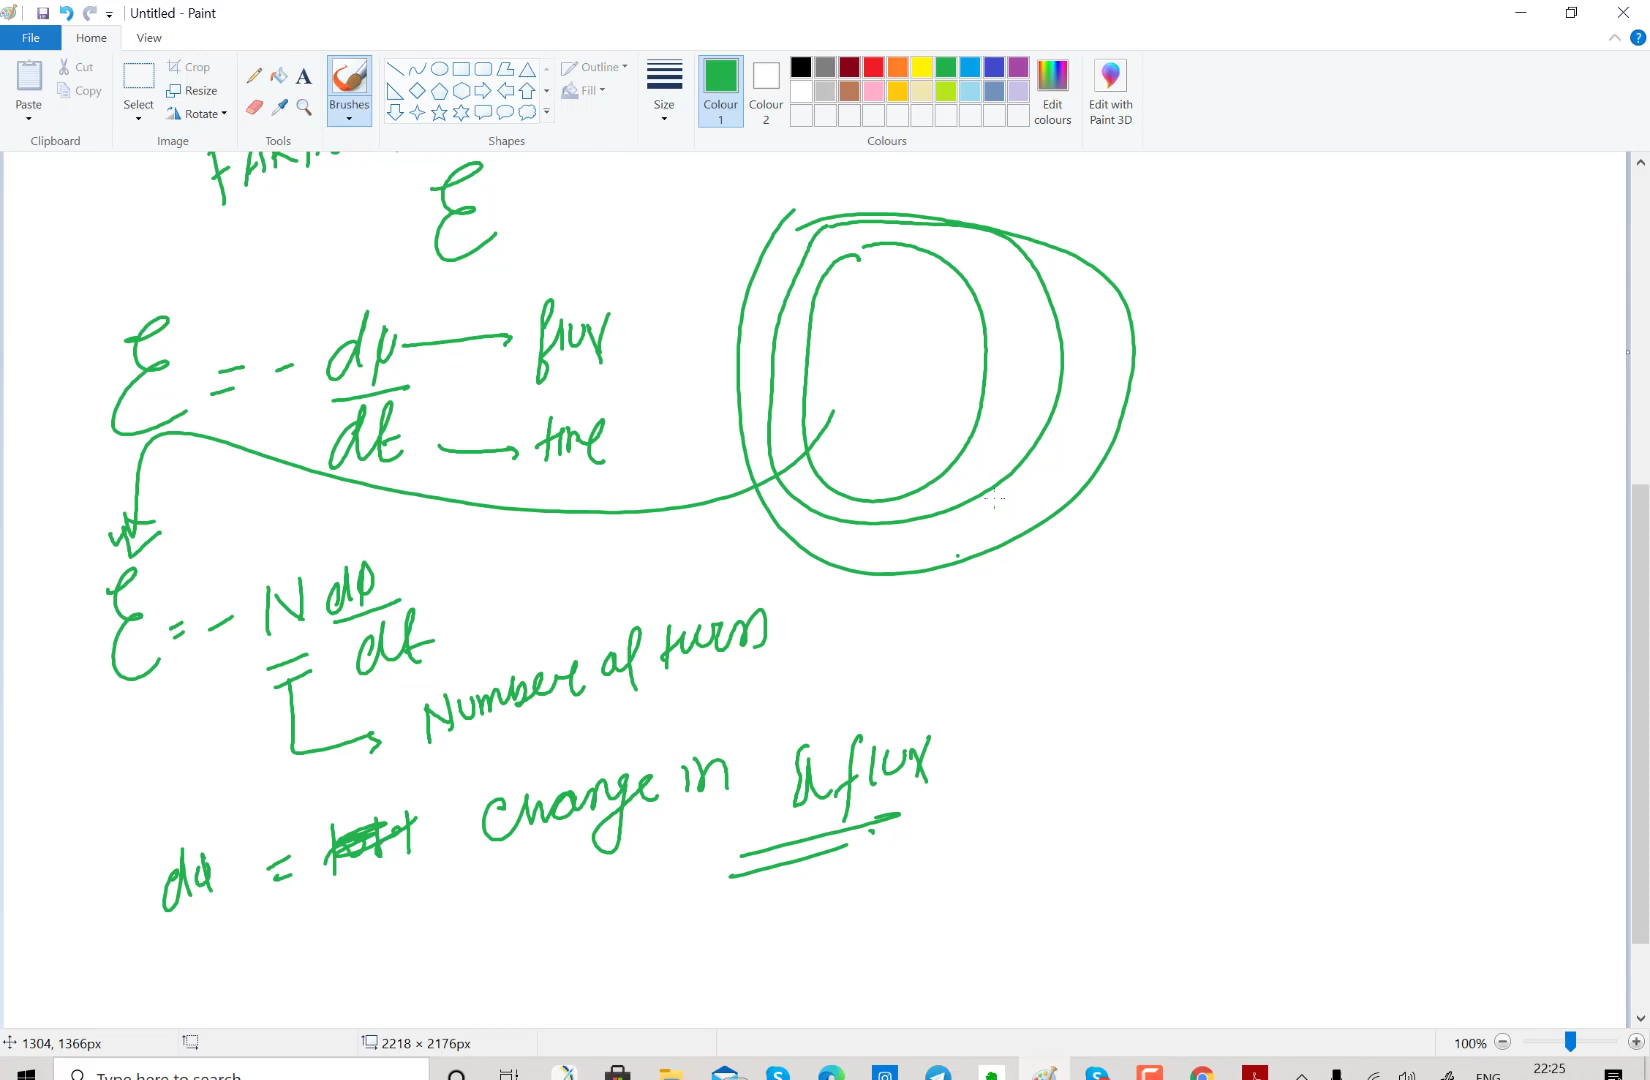 Untitled - Paint
File Home View
Paste
Cut
Copy
Clipboard
Select
Crop
Resize
Rotate
Image
A
Tools
Brushes
Shapes
Outline
Fill
Size
Colour 1
Colour 2
Edit colours
Edit with Paint 3D
Colours
ℰ
ℰ = - dφ → flux
dt → time
ℰ = - N dφ
dt
Number of turns
dφ = change in flux
1304, 1366px
2218 × 2176px
100%
Type here to search
ENG
22:25